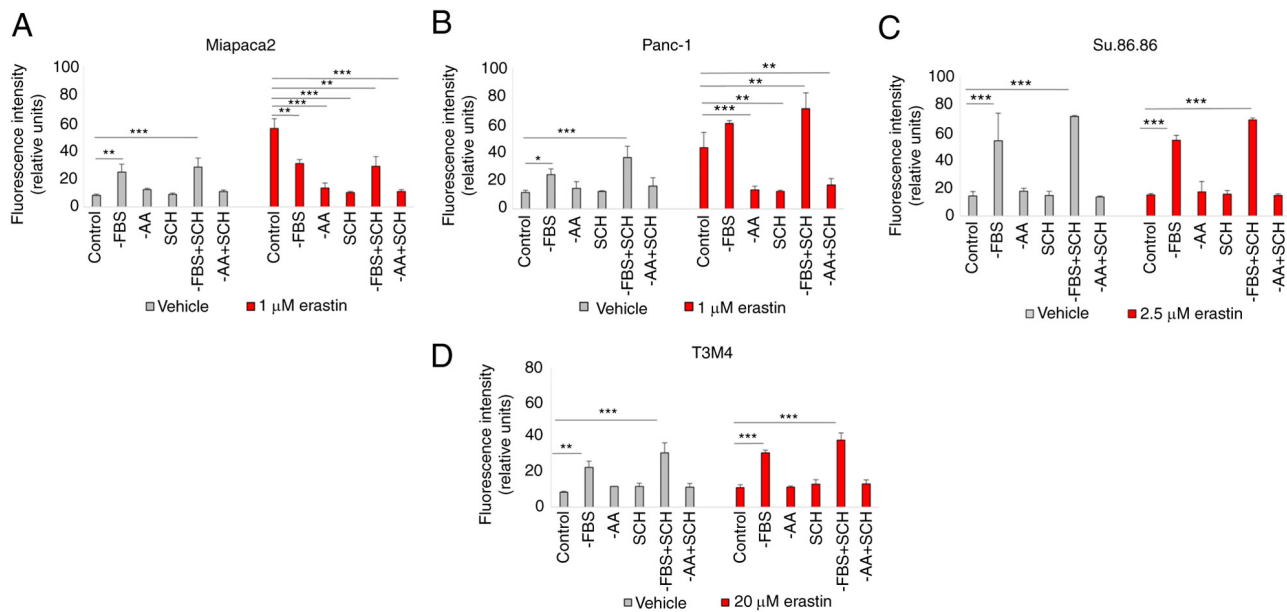 A
Miapaca2
Fluorescence intensity
(relative units)
100
80
60
40
20
0
***
**
***
**
***
***
**
Control
-FBS
-AA
SCH
-FBS+SCH
-AA+SCH
Control
-FBS
-AA
SCH
-FBS+SCH
-AA+SCH
Vehicle
1 μM erastin
B
Panc-1
Fluorescence intensity
(relative units)
100
80
60
40
20
0
***
*
**
**
**
***
Control
-FBS
-AA
SCH
-FBS+SCH
-AA+SCH
Control
-FBS
-AA
SCH
-FBS+SCH
-AA+SCH
Vehicle
1 μM erastin
C
Su.86.86
Fluorescence intensity
(relative units)
100
80
60
40
20
0
***
***
***
***
Control
-FBS
-AA
SCH
-FBS+SCH
-AA+SCH
Control
-FBS
-AA
SCH
-FBS+SCH
-AA+SCH
Vehicle
2.5 μM erastin
D
T3M4
Fluorescence intensity
(relative units)
80
60
40
20
0
***
**
***
***
Control
-FBS
-AA
SCH
-FBS+SCH
-AA+SCH
Control
-FBS
-AA
SCH
-FBS+SCH
-AA+SCH
Vehicle
20 μM erastin